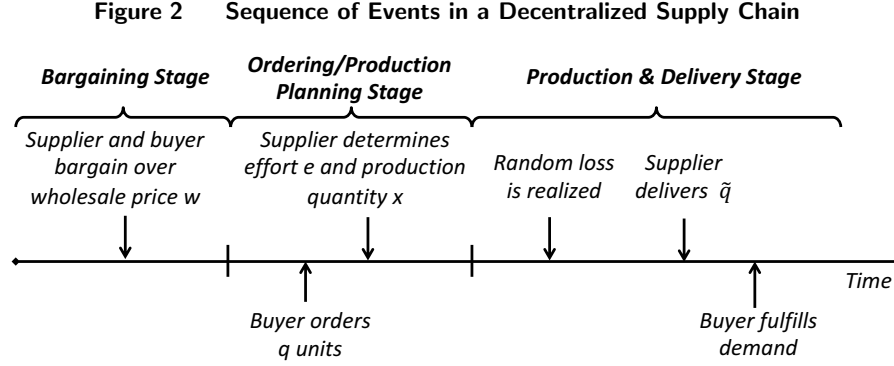 Figure 2 Sequence of Events in a Decentralized Supply Chain
Bargaining Stage
Ordering/Production
Planning Stage
Production & Delivery Stage
Supplier and buyer
bargain over
wholesale price w
Supplier determines
effort e and production
quantity x
Random loss
is realized
Supplier
delivers q̃
Time
Buyer orders
q units
Buyer fulfills
demand